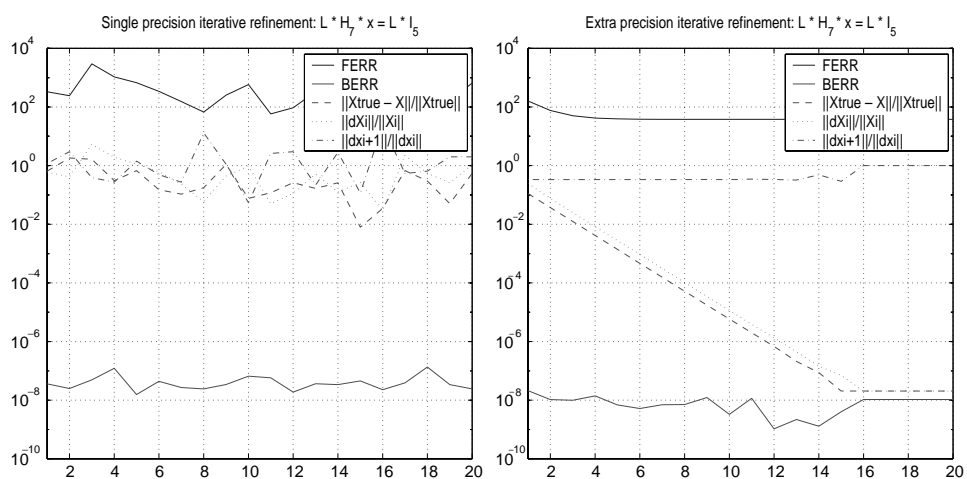 Single precision iterative refinement: L * H_7 * x = L * I_5
10^4
10^2
10^0
10^-2
10^-4
10^-6
10^-8
10^-10
FERR
BERR
||Xtrue − X||/||Xtrue||
||dXi||/||Xi||
||dxi+1||/||dxi||
2 4 6 8 10 12 14 16 18 20
Extra precision iterative refinement: L * H_7 * x = L * I_5
10^4
10^2
10^0
10^-2
10^-4
10^-6
10^-8
10^-10
FERR
BERR
||Xtrue − X||/||Xtrue||
||dXi||/||Xi||
||dxi+1||/||dxi||
2 4 6 8 10 12 14 16 18 20